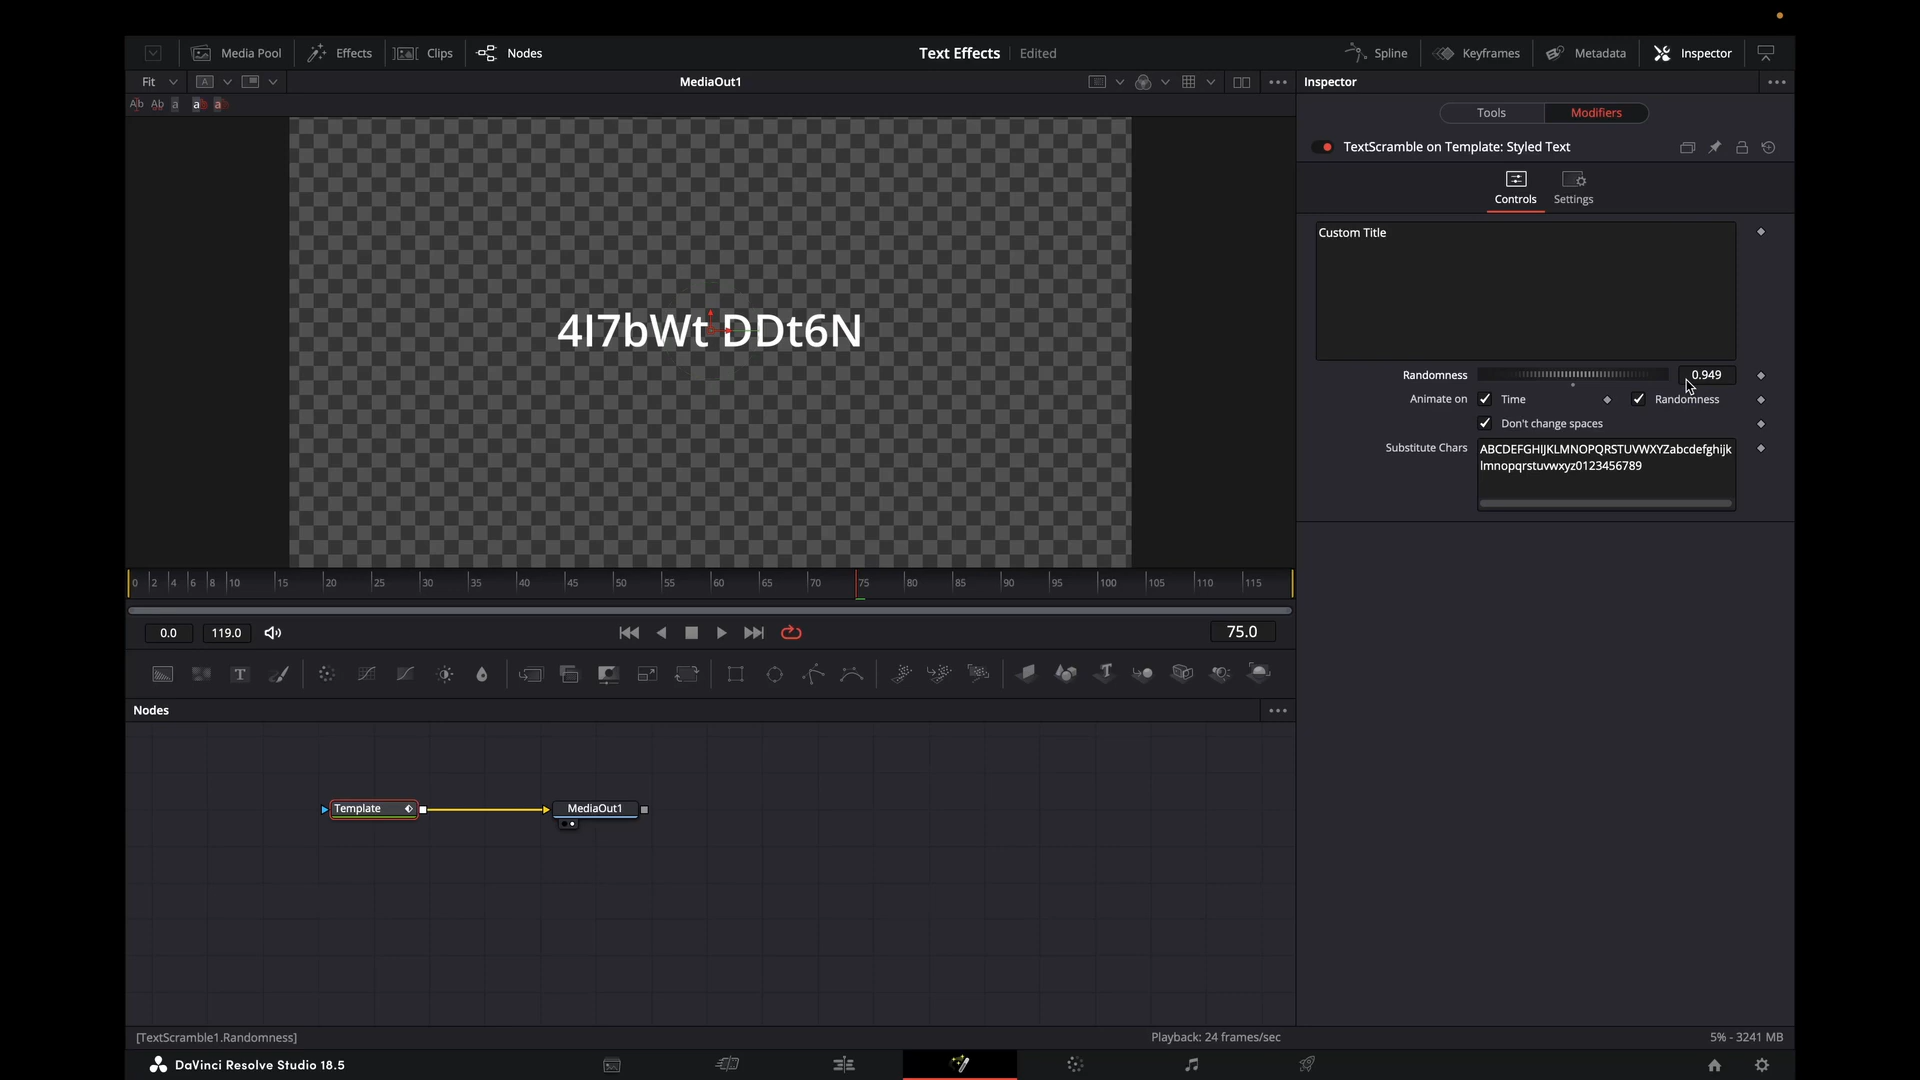 Media Pool Effects Clips Nodes Text Effects Edited Spline Keyframes Metadata Inspector
Fit MediaOut1 Inspector
Tools Modifiers
TextScramble on Template: Styled Text
Controls Settings
Custom Title
4I7bWt DDt6N
Randomness 0.949
Animate on Time Randomness
Don't change spaces
Substitute Chars ABCDEFGHIJKLMNOPQRSTUVWXYZabcdefghijk
lmnopqrstuvwxyz0123456789
0 2 4 6 8 10 15 20 25 30 35 40 45 50 55 60 65 70 75 80 85 90 95 100 105 110 115
0.0 119.0 75.0
Nodes
Template MediaOut1
[TextScramble1.Randomness] Playback: 24 frames/sec 5% - 3241 MB
DaVinci Resolve Studio 18.5